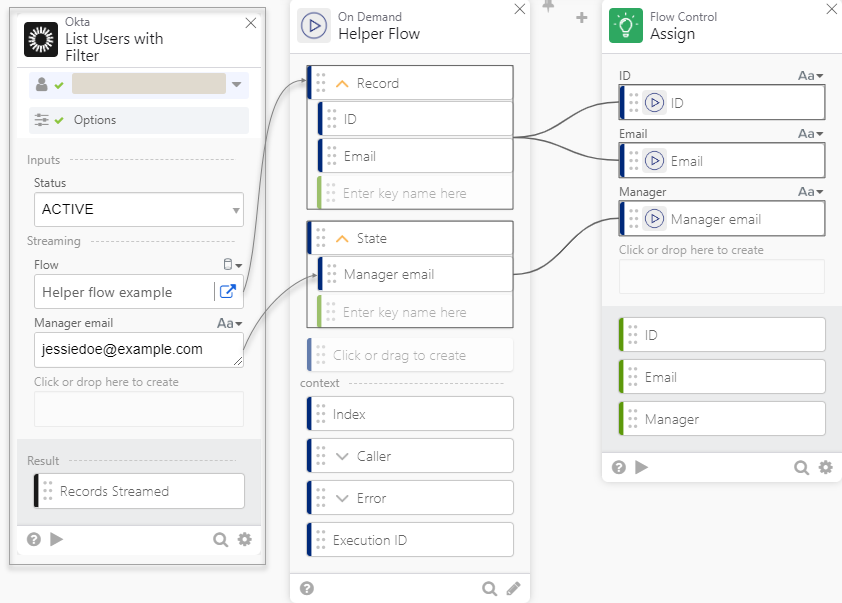 Okta
List Users with
Filter
Options
Inputs
Status
ACTIVE
Streaming
Flow
Helper flow example
Manager email
Aa
jessiedoe@example.com
Click or drop here to create
Result
Records Streamed
On Demand
Helper Flow
Record
ID
Email
Enter key name here
State
Manager email
Enter key name here
Click or drag to create
context
Index
Caller
Error
Execution ID
Flow Control
Assign
ID
Aa
ID
Email
Aa
Email
Manager
Aa
Manager email
Click or drop here to create
ID
Email
Manager